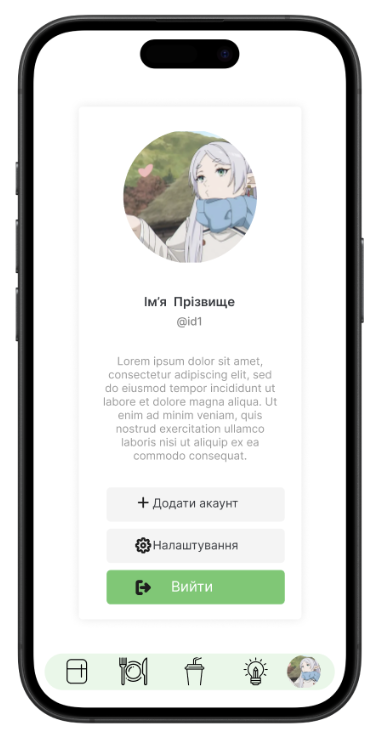 Ім'я Прізвище
@id1
Lorem ipsum dolor sit amet,
consectetur adipiscing elit, sed
do eiusmod tempor incididunt ut
labore et dolore magna aliqua. Ut
enim ad minim veniam, quis
nostrud exercitation ullamco
laboris nisi ut aliquip ex ea
commodo consequat.
Додати акаунт
Налаштування
Вийти